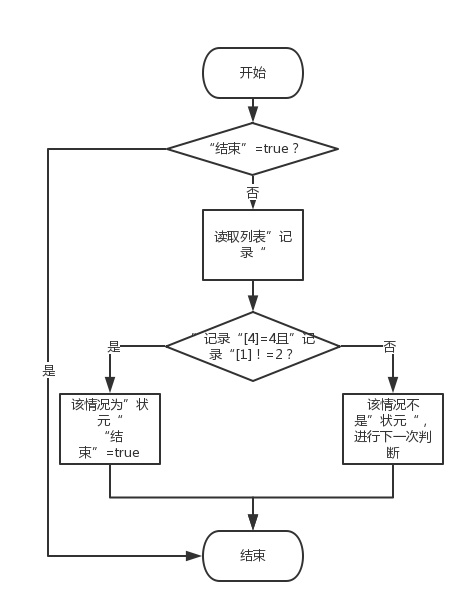 开始
“结束”=true？
否
读取列表”记
录“
”记录“[4]=4且”记
录“[1]！=2？
是
否
是
该情况为”状
元“
“结
束”=true
该情况不
是”状元“，
进行下一次判
断
结束